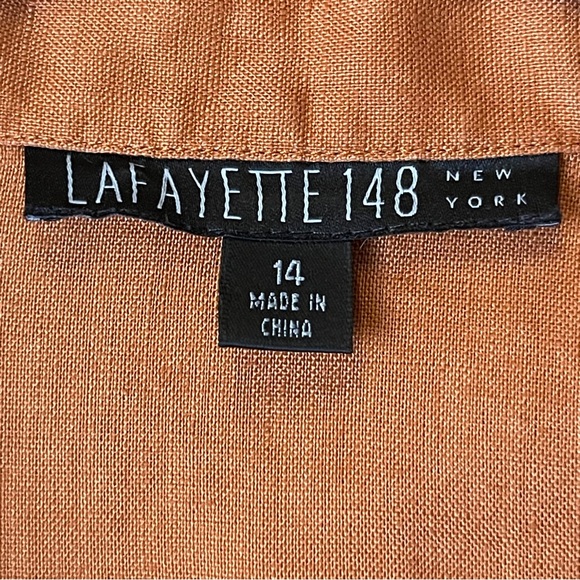 LAFAYETTE 148 NEW YORK
14
MADE IN
CHINA